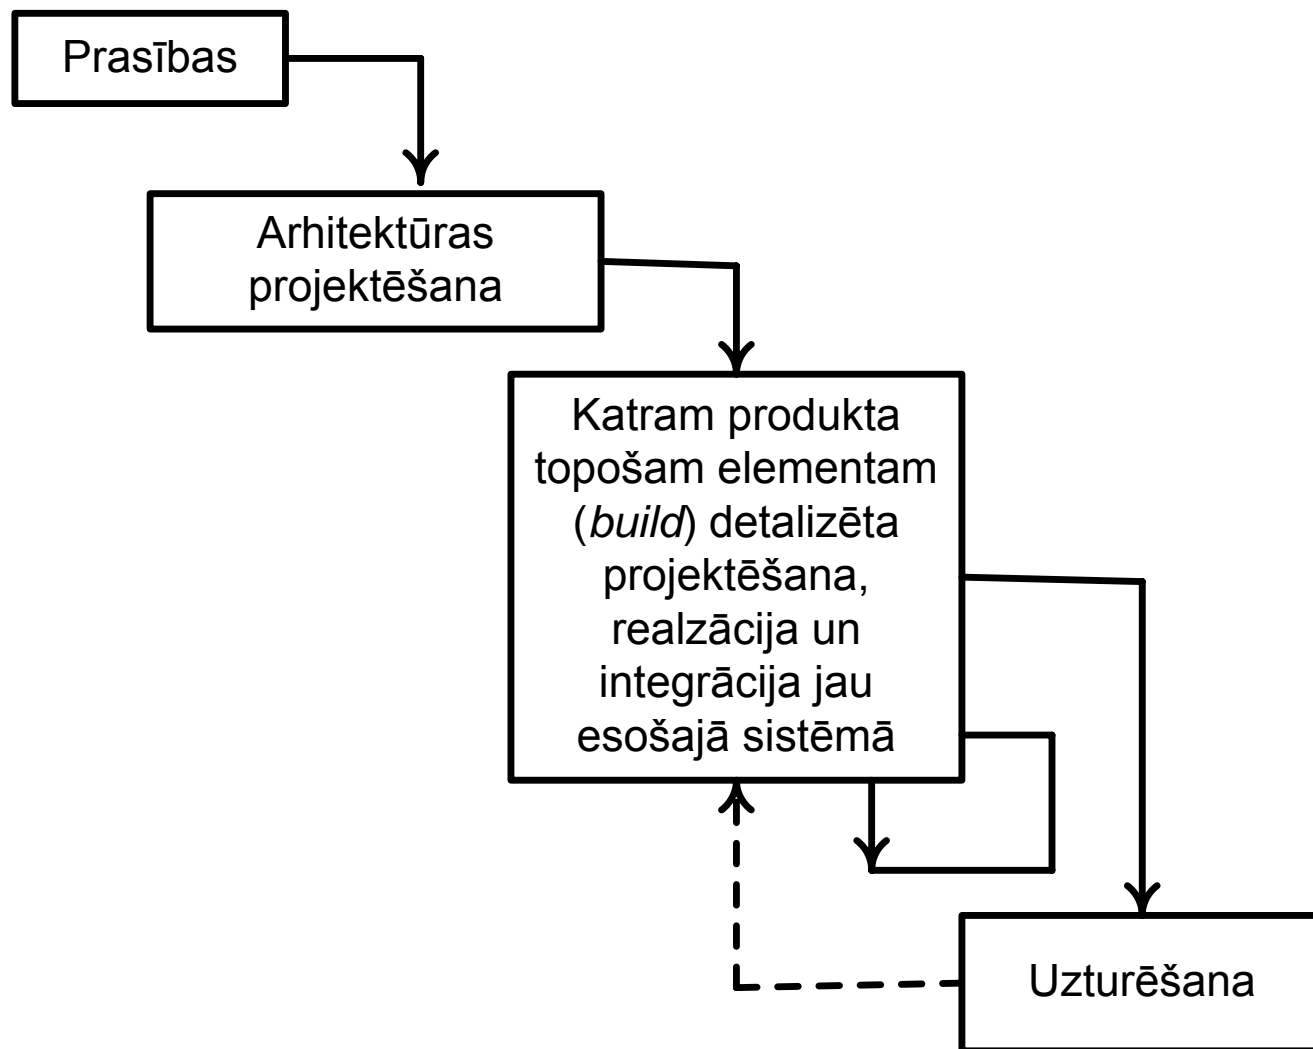 Prasības
Arhitektūras
projektēšana
Katram produkta
topošam elementam
(build) detalizēta
projektēšana,
realzācija un
integrācija jau
esošajā sistēmā
Uzturēšana